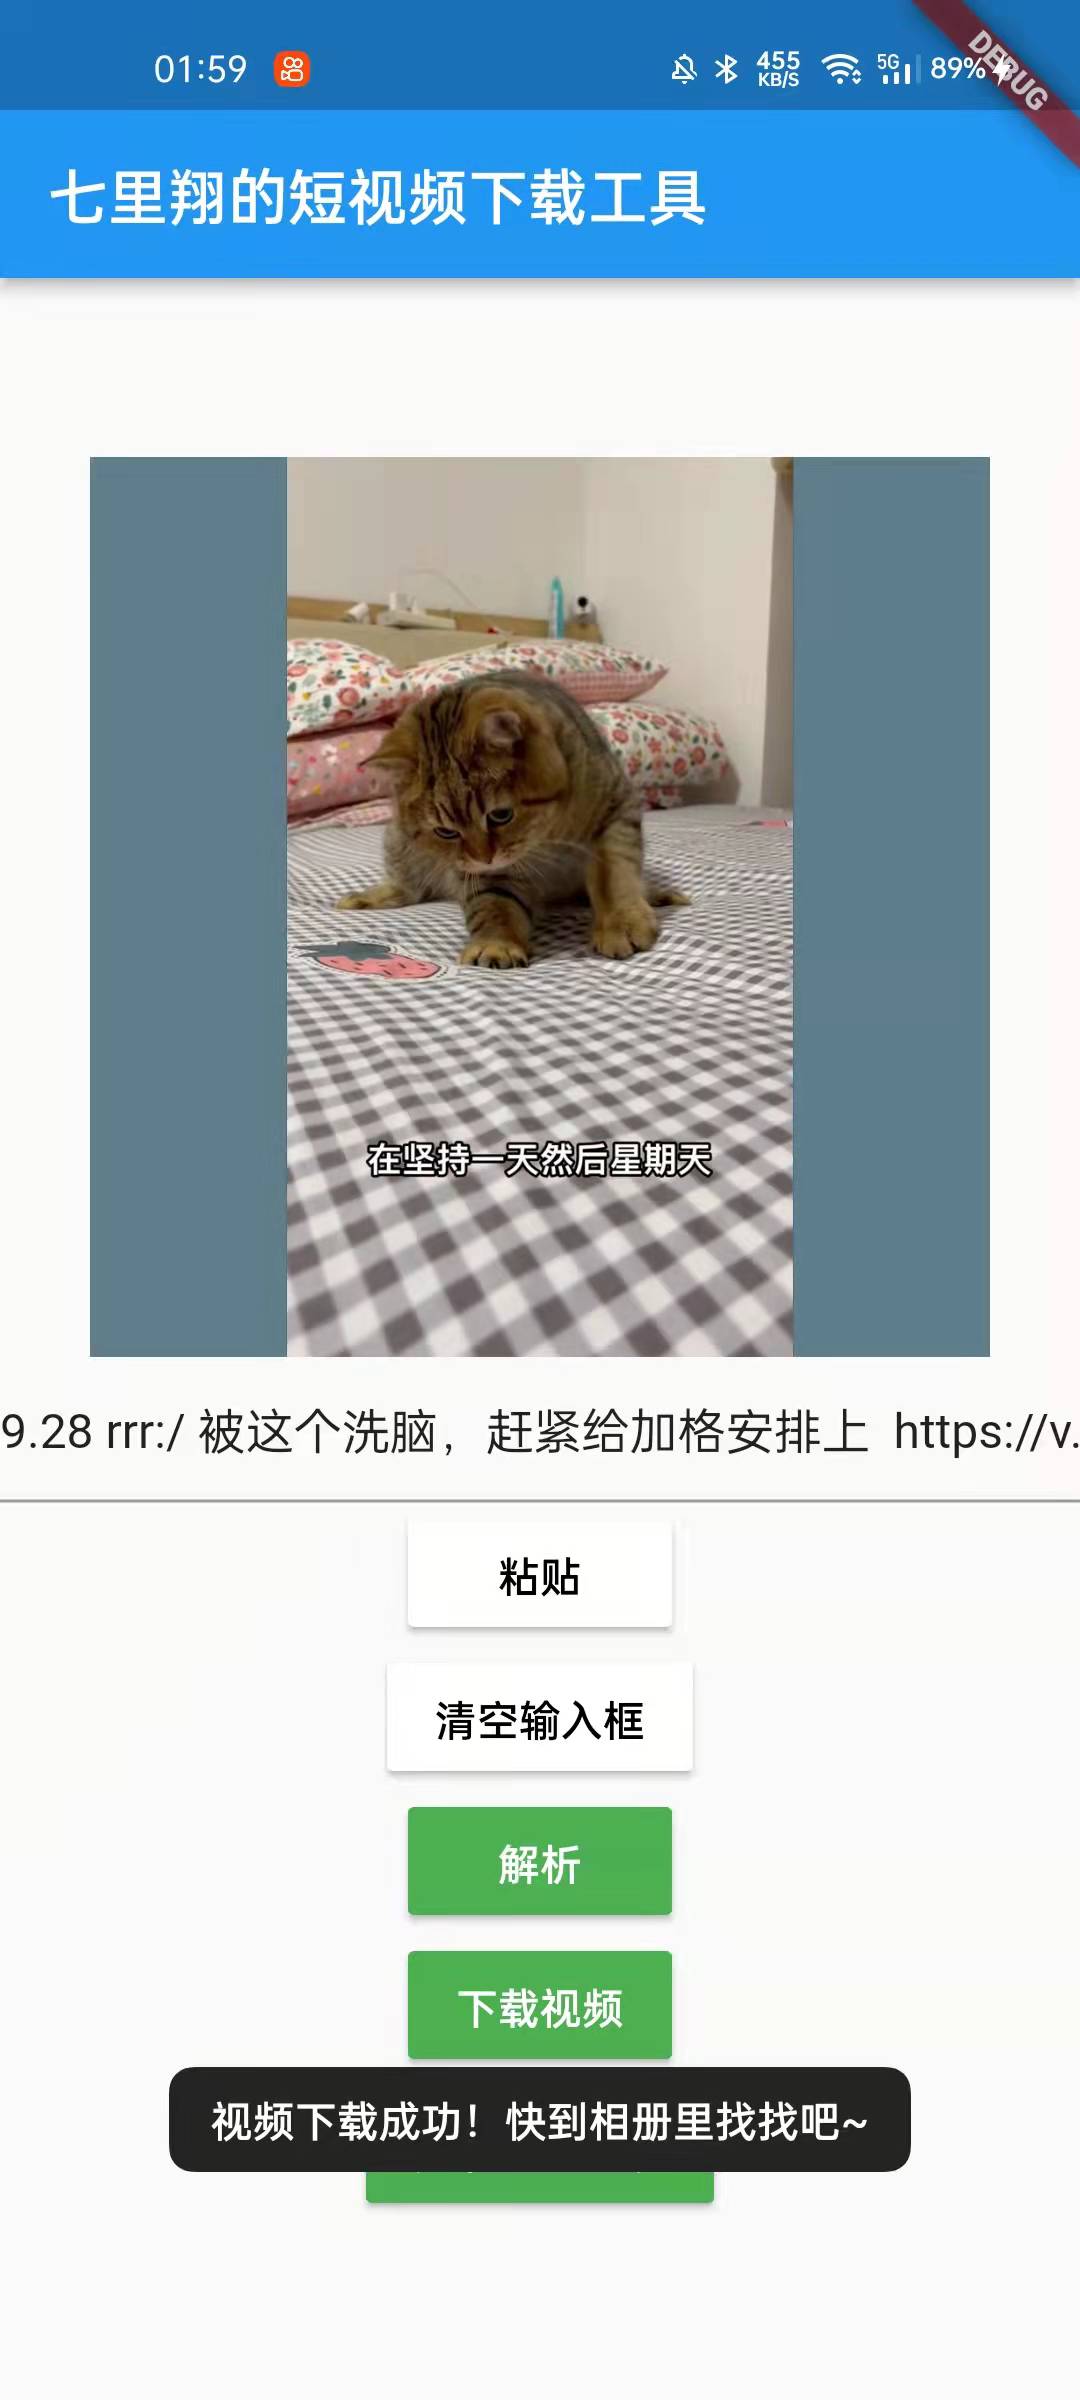 01:59
455
KB/S
5G
89%
DEBUG
七里翔的短视频下载工具
在坚持一天然后星期天
9.28 rrr:/ 被这个洗脑，赶紧给加格安排上  https://v.
粘贴
清空输入框
解析
下载视频
视频下载成功！快到相册里找找吧~